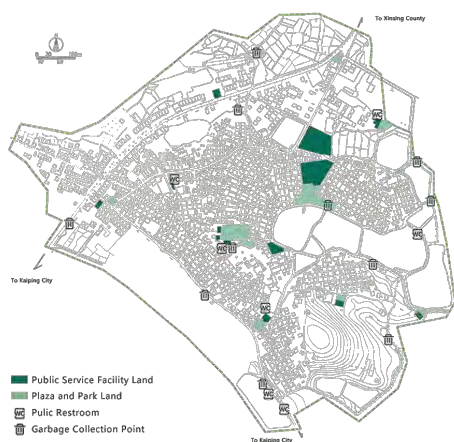 To Xinxing County
WC
WC
WC
WC
WC
To Kaiping City
WC
WC
Public Service Facility Land
Plaza and Park Land
WC Pulic Restroom
Garbage Collection Point
To Kaiping City